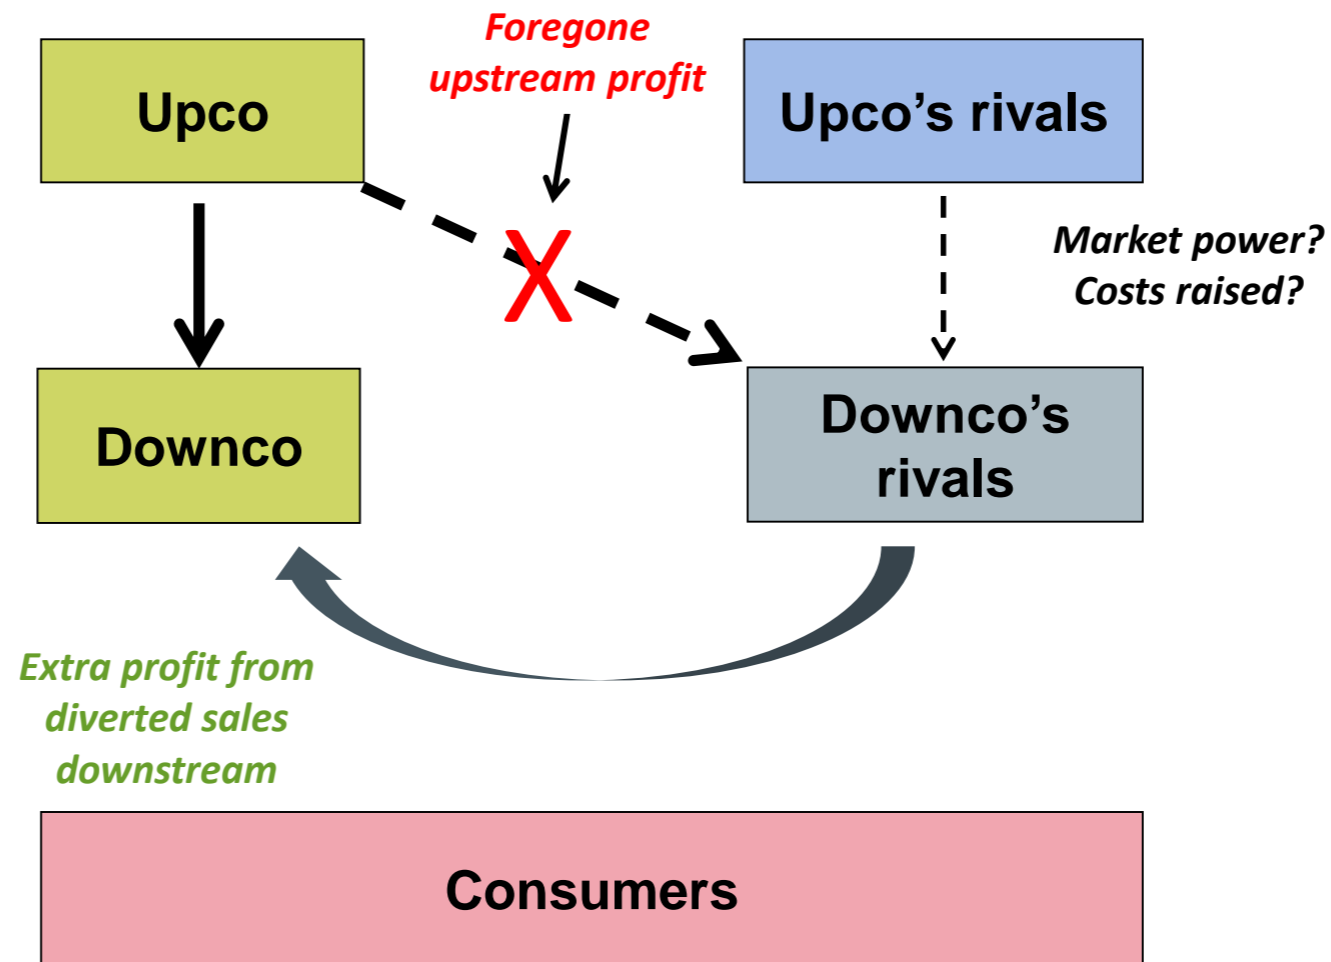 Foregone
upstream profit
Upco
Upco’s rivals
X
Market power?
Costs raised?
Downco
Downco’s
rivals
Extra profit from
diverted sales
downstream
Consumers